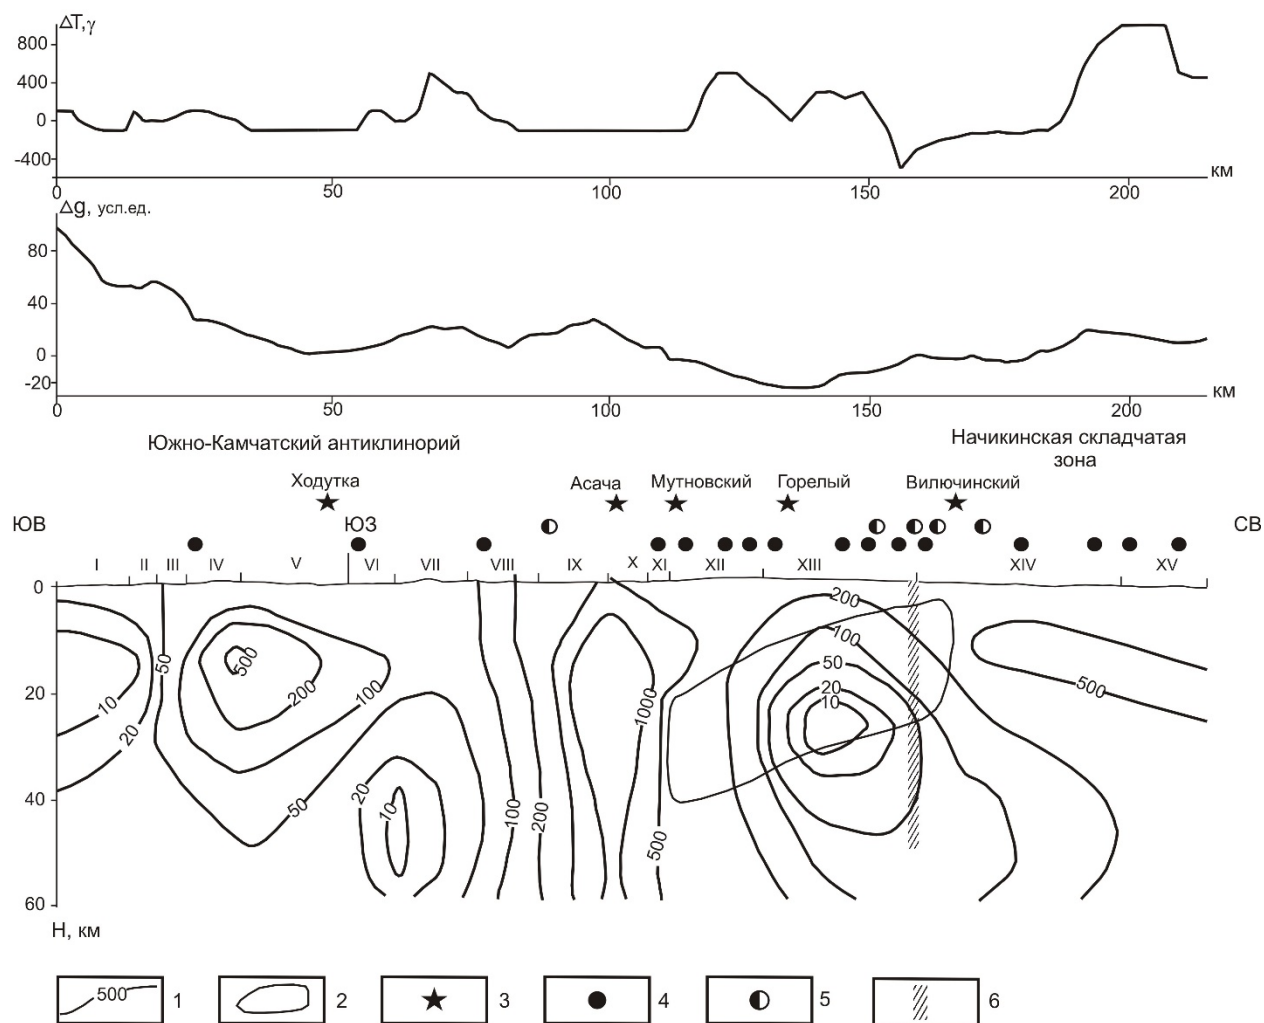 ΔT,γ
800
400
0
-400
0 50 100 150 200 км
Δg, усл.ед.
80
40
0
-20
0 50 100 150 200 км
Южно-Камчатский антиклинорий
Начикинская складчатая
зона
Ходутка Асача Мутновский Горелый Вилючинский
ЮВ ЮЗ СВ
I II III IV V VI VII VIII IX X XI XII XIII XIV XV
0
20
40
60
Н, км
10 20 50 500 200 100 50 20 10 100 200 1000 500 200 100 50 20 10 500
500 1 2 3 4 5 6